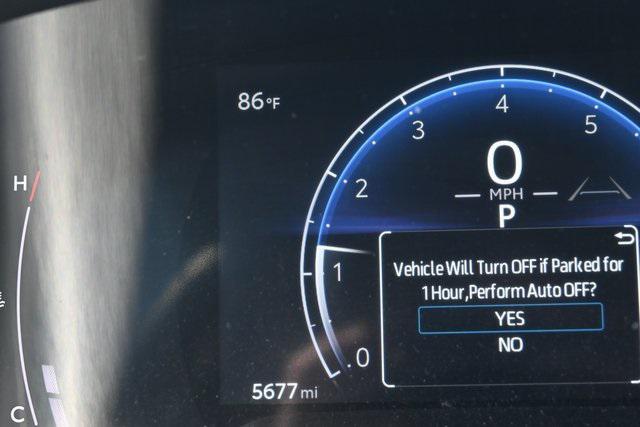 86°F
H
C
0
1
2
3
4
5
0
MPH
P
Vehicle Will Turn OFF if Parked for
1 Hour,Perform Auto OFF?
YES
NO
5677 mi